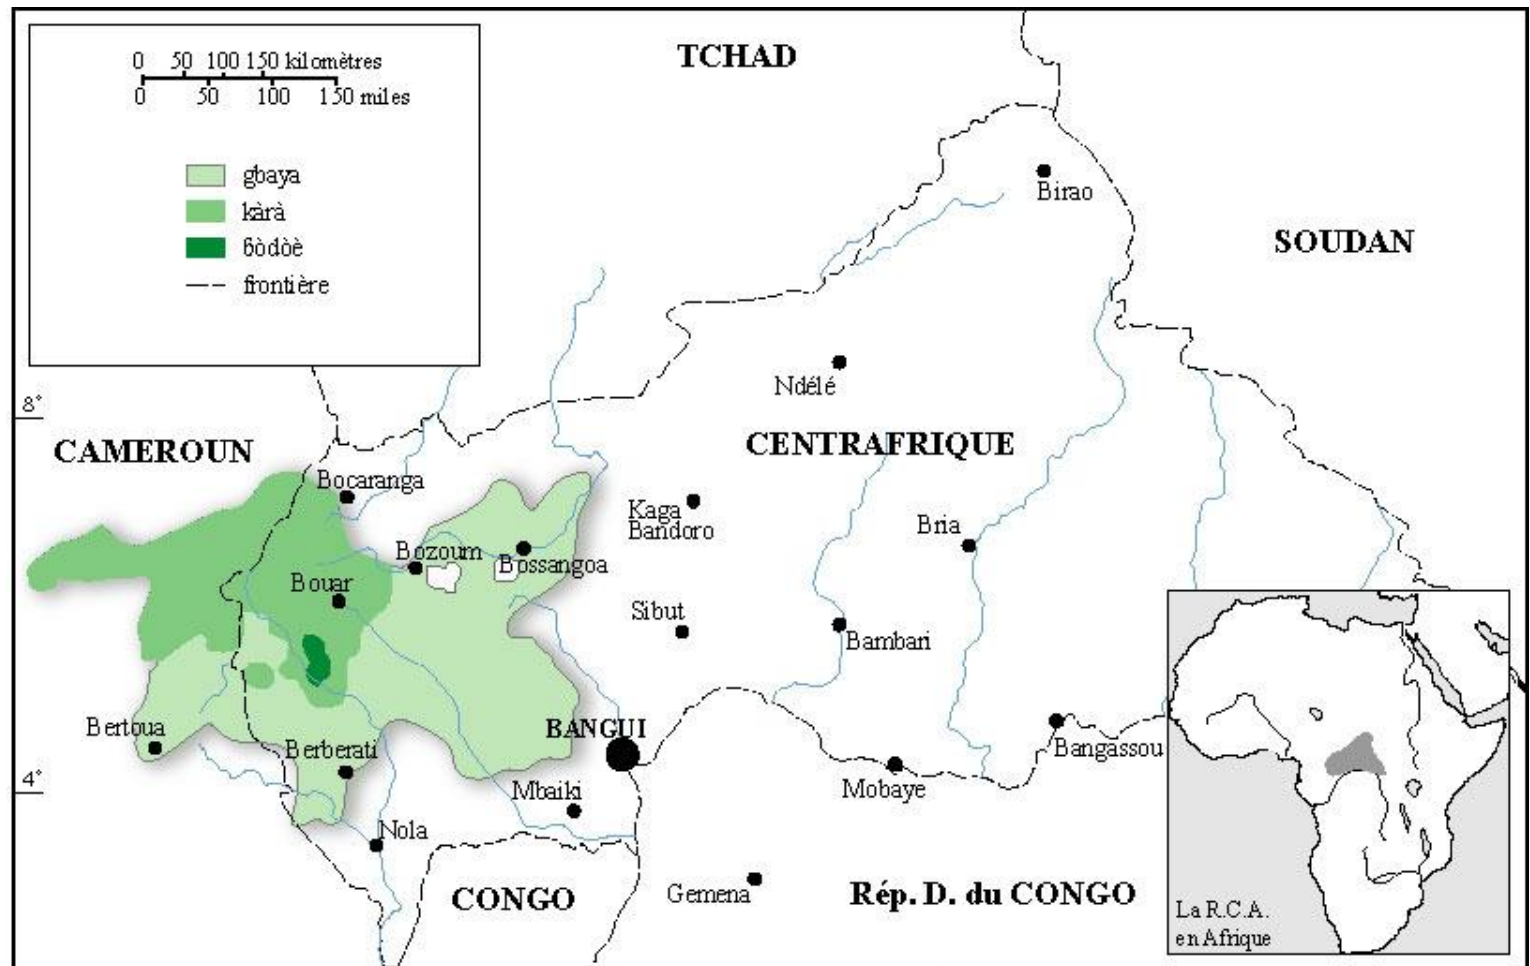 0 50 100 150 kilomètres
0 50 100 150 miles
gbaya
kàrà
ɓòdòè
frontière
TCHAD
Birao
SOUDAN
Ndélé
8°
CAMEROUN
CENTRAFRIQUE
Bocaranga
Kaga
Bandoro
Bria
Bozoum
Bossangoa
Bouar
Sibut
Bambari
Bertoua
BANGUI
Berberati
Bangassou
4°
Mbaiki
Mobaye
Nola
CONGO
Gemena
Rép. D. du CONGO
La R.C.A.
en Afrique